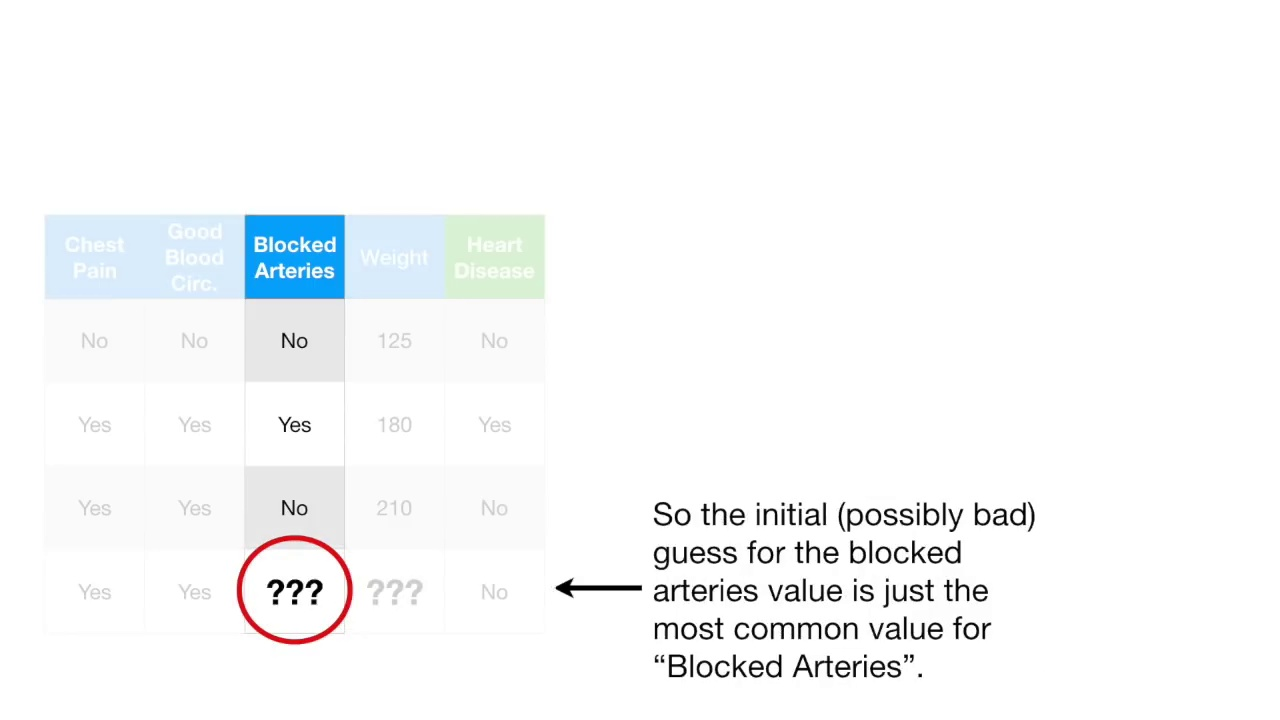 Chest Pain | Good Blood Circ. | Blocked Arteries | Weight | Heart Disease
No | No | No | 125 | No
Yes | Yes | Yes | 180 | Yes
Yes | Yes | No | 210 | No
Yes | Yes | ??? | ??? | No
So the initial (possibly bad)
guess for the blocked
arteries value is just the
most common value for
“Blocked Arteries”.